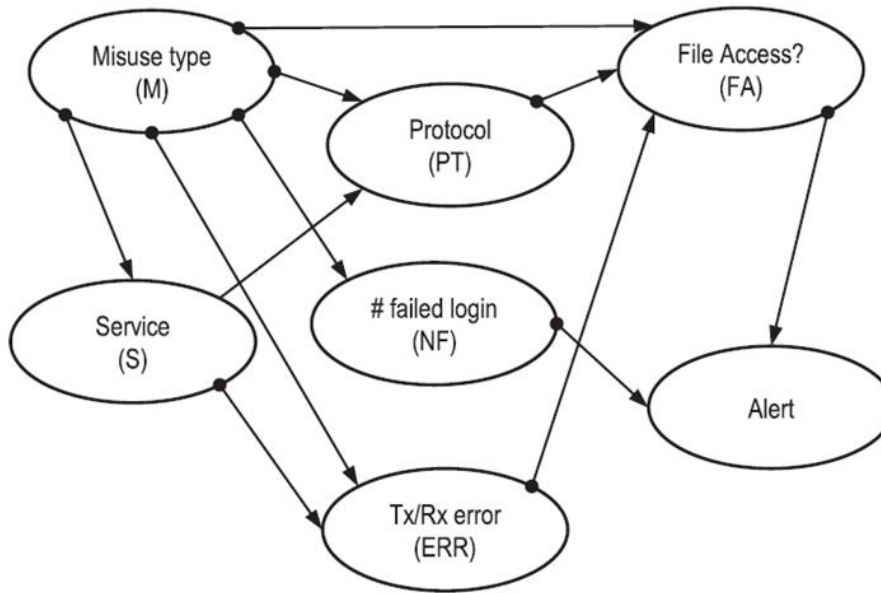 Misuse type
(M)
File Access?
(FA)
Protocol
(PT)
Service
(S)
# failed login
(NF)
Alert
Tx/Rx error
(ERR)